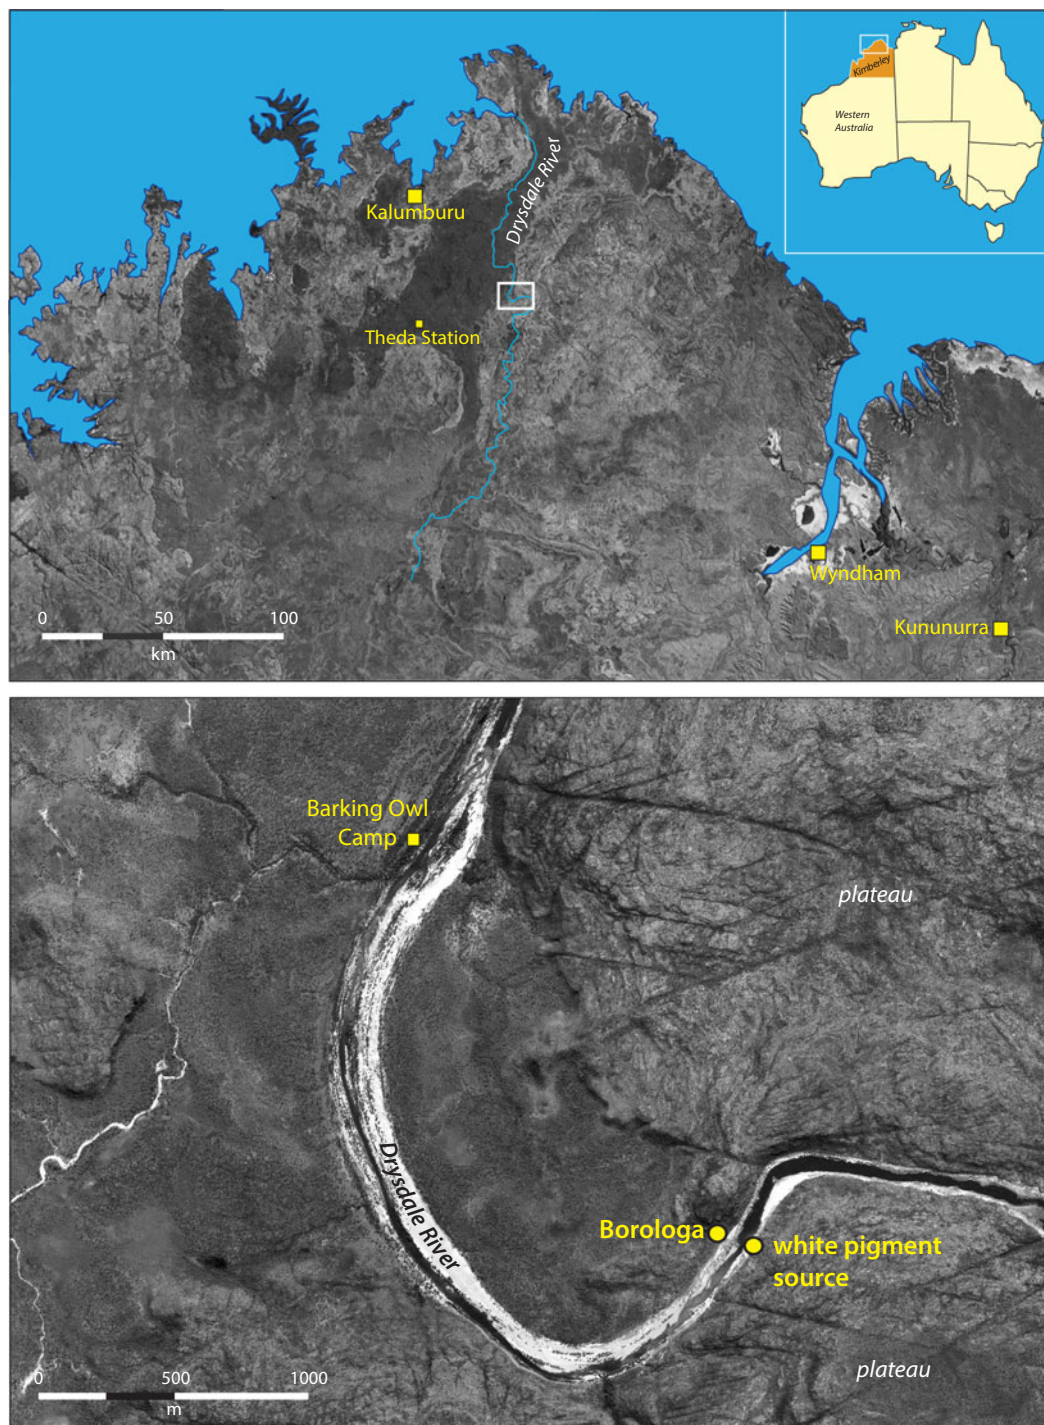 Kimberley
Western
Australia
Drysdale River
Kalumburu
Theda Station
Wyndham
Kununurra
0 50 100
km
Barking Owl
Camp
plateau
Drysdale River
Borologa
white pigment
source
plateau
0 500 1000
m